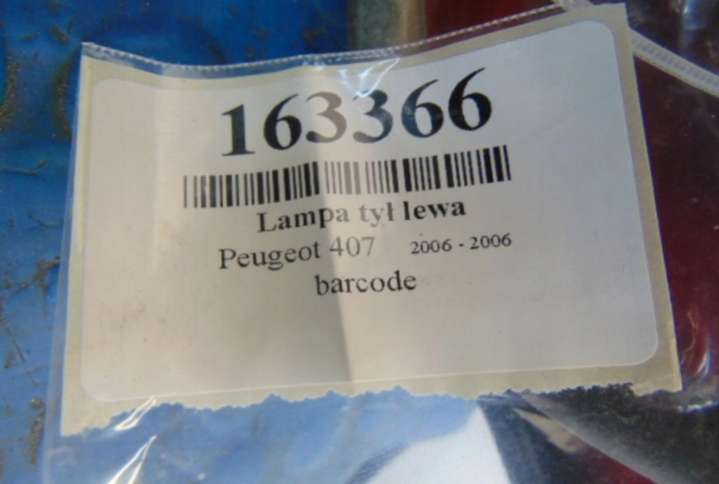 163366
Lampa tył lewa
Peugeot 407 2006 - 2006
barcode